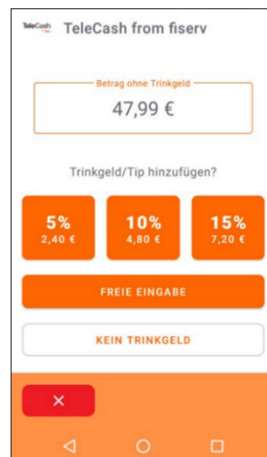 TeleCash TeleCash from fiserv
Betrag ohne Trinkgeld
47,99 €
Trinkgeld/Tip hinzufügen?
5% 10% 15%
2,40 € 4,80 € 7,20 €
FREIE EINGABE
KEIN TRINKGELD